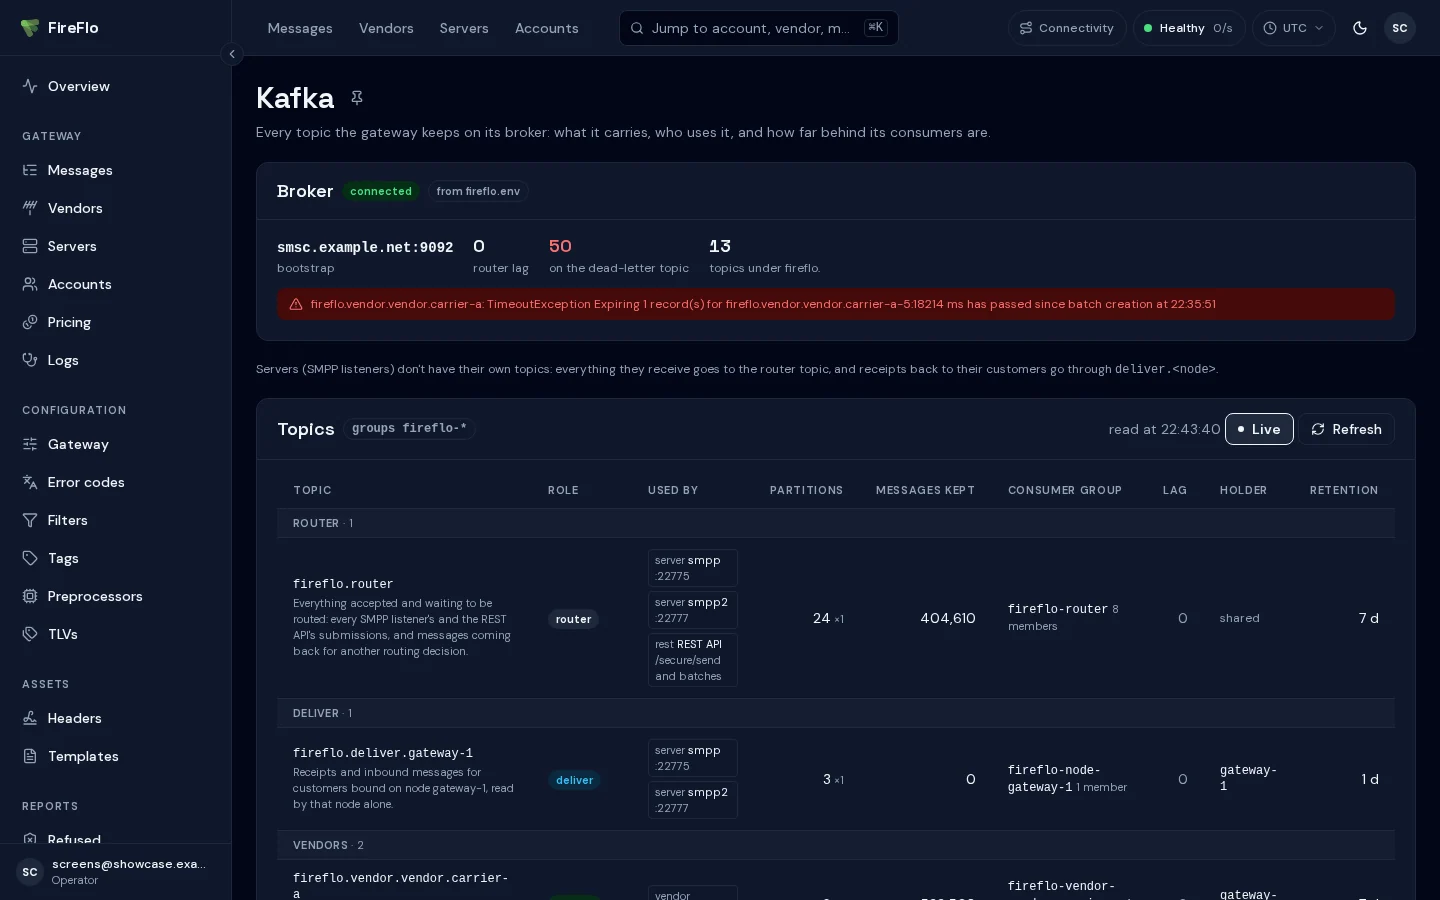 FireFlo
Messages
Vendors
Servers
Accounts
Jump to account, vendor, m...
⌘K
Connectivity
Healthy 0/s
UTC
SC
Overview
GATEWAY
Messages
Vendors
Servers
Accounts
Pricing
Logs
CONFIGURATION
Gateway
Error codes
Filters
Tags
Preprocessors
TLVs
ASSETS
Headers
Templates
REPORTS
Refused
SC
screens@showcase.exa...
Operator
Kafka
Every topic the gateway keeps on its broker: what it carries, who uses it, and how far behind its consumers are.
Broker connected from fireflo.env
smsc.example.net:9092 0 50 13
bootstrap router lag on the dead-letter topic topics under fireflo.
fireflo.vendor.vendor.carrier-a: TimeoutException Expiring 1 record(s) for fireflo.vendor.vendor.carrier-a-5:18214 ms has passed since batch creation at 22:35:51
Servers (SMPP listeners) don't have their own topics: everything they receive goes to the router topic, and receipts back to their customers go through deliver.<node>.
Topics groups fireflo-* read at 22:43:40 Live Refresh
TOPIC ROLE USED BY PARTITIONS MESSAGES KEPT CONSUMER GROUP LAG HOLDER RETENTION
ROUTER · 1
fireflo.router
Everything accepted and waiting to be
routed: every SMPP listener's and the REST
API's submissions, and messages coming
back for another routing decision.
router
server smpp
:22775
server smpp2
:22777
rest REST API
/secure/send
and batches
24 ×1
404,610
fireflo-router 8
members
0
shared
7 d
DELIVER · 1
fireflo.deliver.gateway-1
Receipts and inbound messages for
customers bound on node gateway-1, read
by that node alone.
deliver
server smpp
:22775
server smpp2
:22777
3 ×1
0
fireflo-node-
gateway-1 1 member
0
gateway-
1
1 d
VENDORS · 2
fireflo.vendor.vendor.carrier-
a
vendor
fireflo-vendor-
gateway-